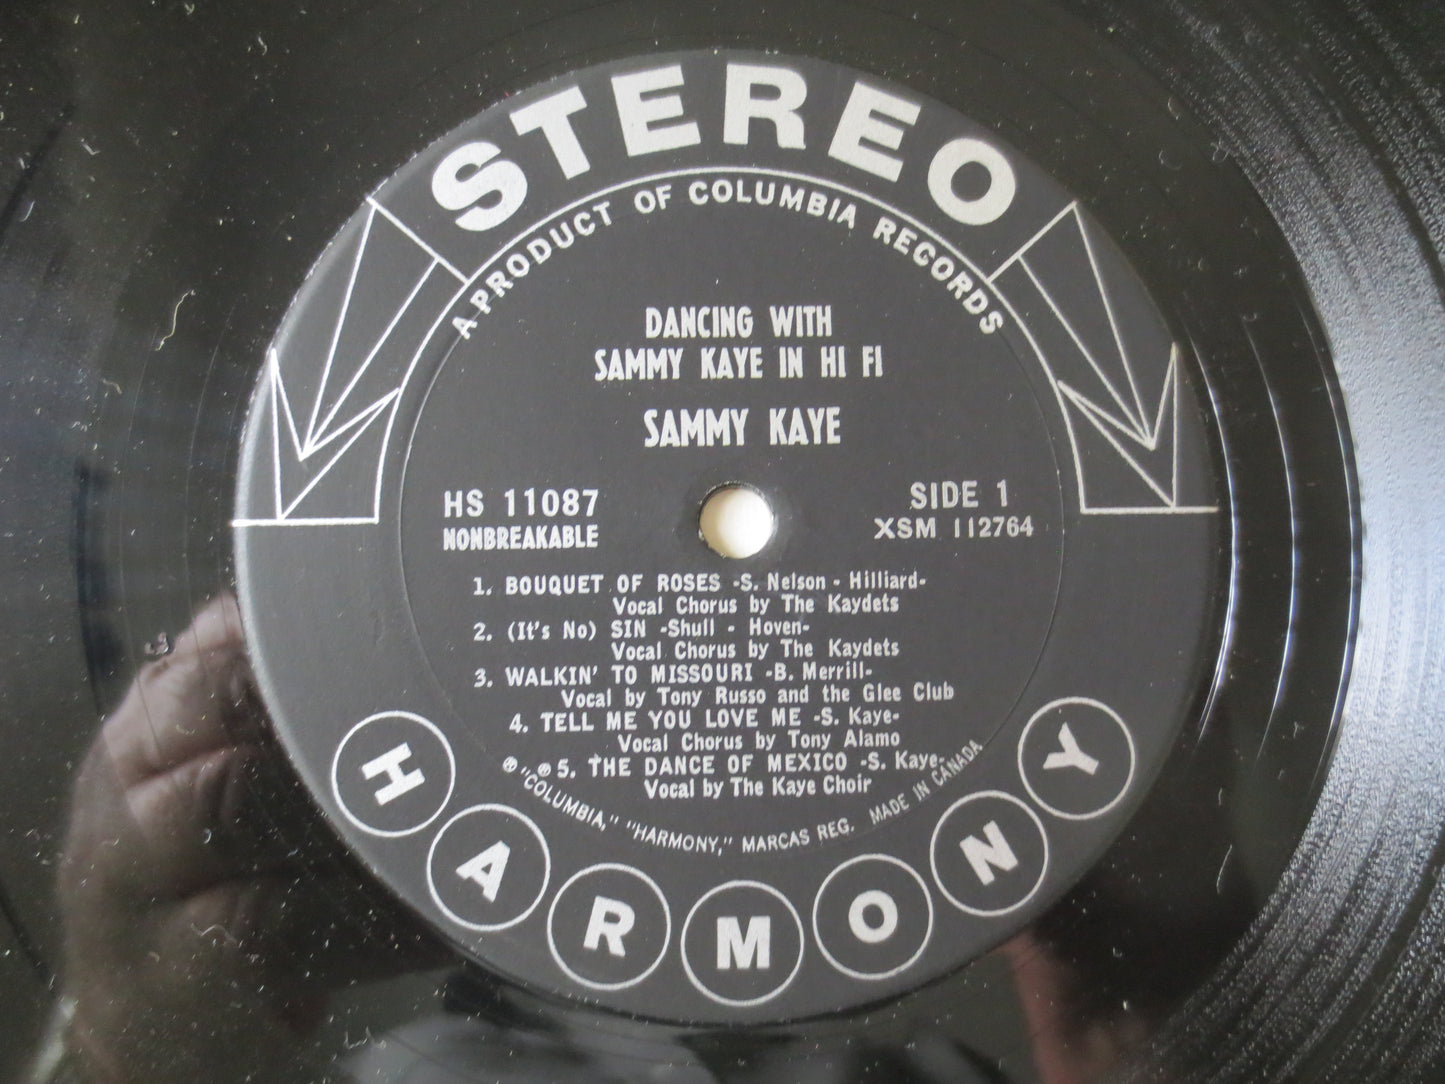 STEREO
A PRODUCT OF COLUMBIA RECORDS
DANCING WITH
SAMMY KAYE IN HI FI
SAMMY KAYE
HS 11087
NONBREAKABLE
SIDE 1
XSM 112764
1. BOUQUET OF ROSES -S. Nelson - Hilliard-
Vocal Chorus by The Kaydets
2. (It's No) SIN -Shull - Hoven-
Vocal Chorus by The Kaydets
3. WALKIN' TO MISSOURI -B. Merrill-
Vocal by Tony Russo and the Glee Club
4. TELL ME YOU LOVE ME -S. Kaye-
Vocal Chorus by Tony Alamo
5. THE DANCE OF MEXICO -S. Kaye-
Vocal by The Kaye Choir
℗ "COLUMBIA," ℗ "HARMONY," MARCAS REG. MADE IN CANADA
HARMONY